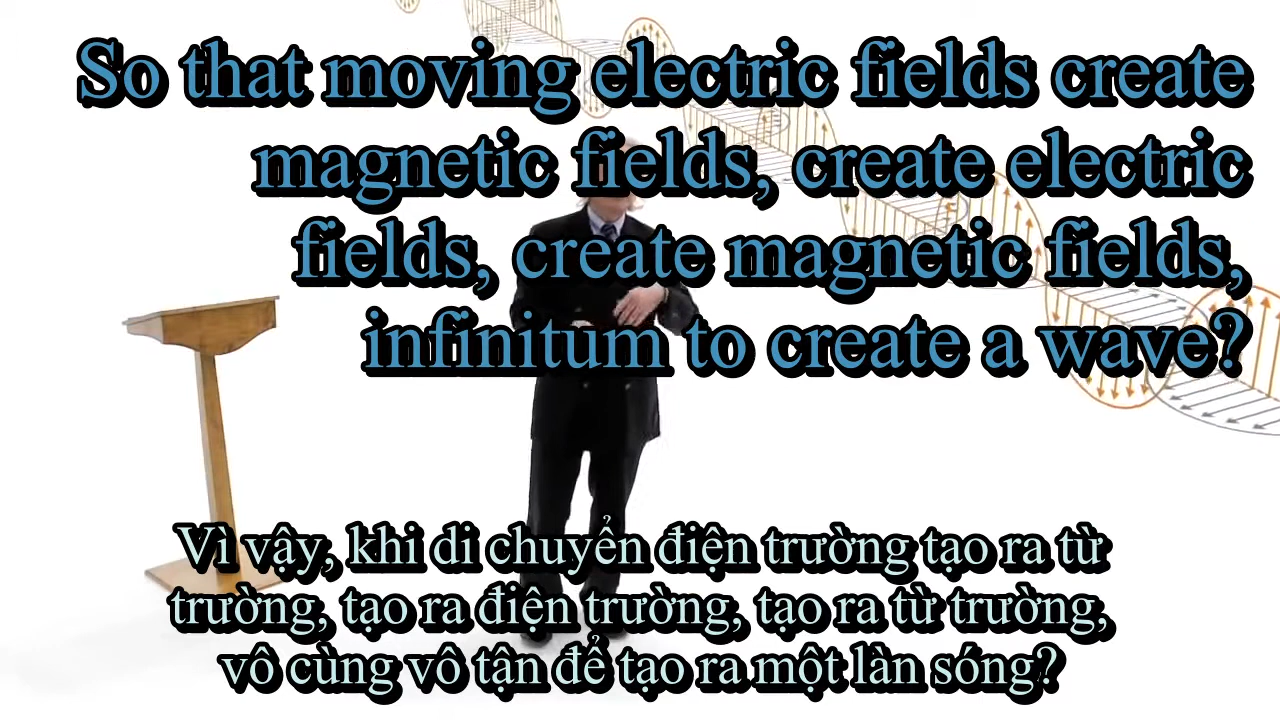 So that moving electric fields create
magnetic fields, create electric
fields, create magnetic fields,
infinitum to create a wave?
Vì vậy, khi di chuyển điện trường tạo ra từ
trường, tạo ra điện trường, tạo ra từ trường,
vô cùng vô tận để tạo ra một làn sóng?